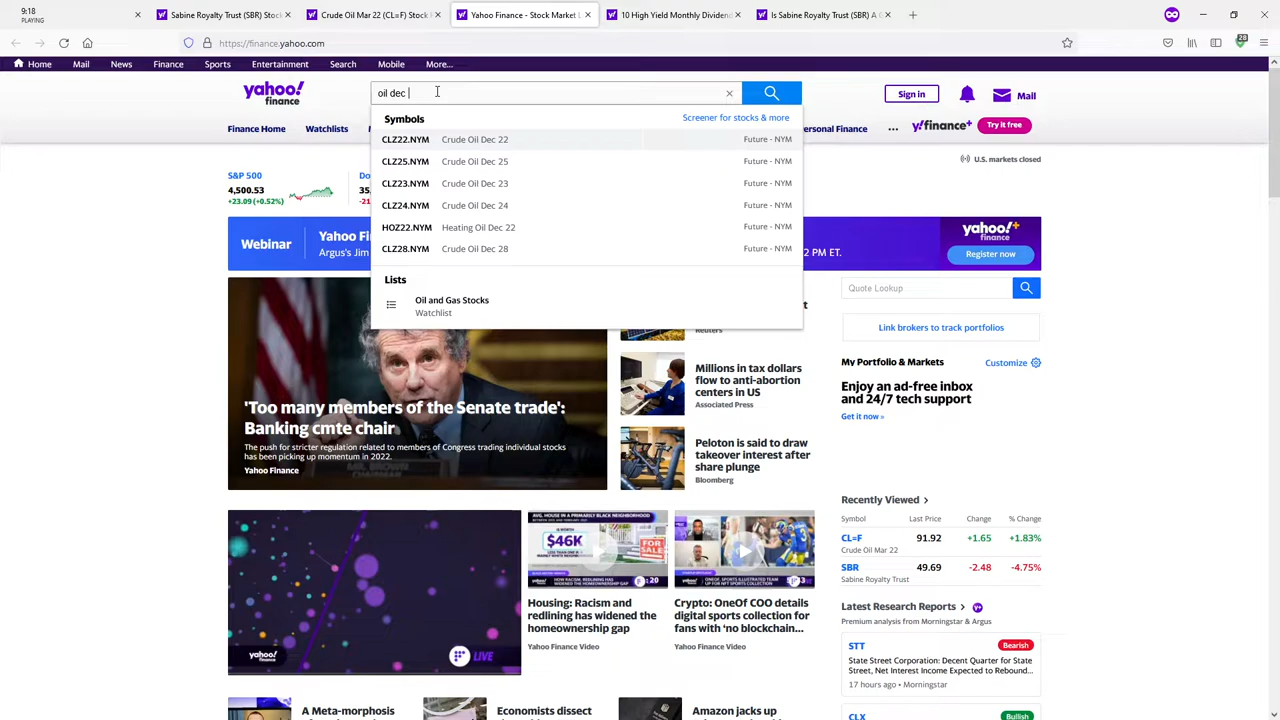 9:18
PLAYING
Sabine Royalty Trust (SBR) A
Crude Oil Mar 22 (CL=F) Stock
Yahoo Finance - Stock Market
10 High Yield Monthly Dividend
Is Sabine Royalty Trust (SBR) A
https://finance.yahoo.com
28
Home Mail News Finance Sports Entertainment Search Mobile More...
yahoo!
finance
oil dec
Sign in
Mail
Finance Home Watchlists
Personal Finance ... y!finance+ Try it free
Symbols
Screener for stocks & more
CLZ22.NYM Crude Oil Dec 22 Future - NYM
CLZ25.NYM Crude Oil Dec 25 Future - NYM
CLZ23.NYM Crude Oil Dec 23 Future - NYM
CLZ24.NYM Crude Oil Dec 24 Future - NYM
HOZ22.NYM Heating Oil Dec 22 Future - NYM
CLZ28.NYM Crude Oil Dec 28 Future - NYM
Lists
Oil and Gas Stocks
Watchlist
U.S. markets closed
S&P 500
4,500.53
+23.09 (+0.52%)
Do
35,
-21
Webinar
Yahoo Fi
Argus's Jim
2 PM ET.
yahoo!+
finance
Register now
Reuters
Quote Lookup
Link brokers to track portfolios
My Portfolio & Markets
Customize
Enjoy an ad-free inbox
and 24/7 tech support
Get it now »
'Too many members of the Senate trade':
Banking cmte chair
The push for stricter regulation related to members of Congress trading individual stocks
has been picking up momentum in 2022.
Yahoo Finance
Millions in tax dollars
flow to anti-abortion
centers in US
Associated Press
Peloton is said to draw
takeover interest after
share plunge
Bloomberg
Recently Viewed
Symbol Last Price Change % Change
CL=F 91.92 +1.65 +1.83%
Crude Oil Mar 22
SBR 49.69 -2.48 -4.75%
Sabine Royalty Trust
Latest Research Reports
Premium analysis from Morningstar & Argus
STT Bearish
State Street Corporation: Decent Quarter for State
Street, Net Interest Income Expected to Rebound...
17 hours ago • Morningstar
CLX Bullish
yahoo!
finance
LIVE
$46K
SALE
Housing: Racism and
redlining has widened the
homeownership gap
Yahoo Finance Video
Crypto: OneOf COO details
digital sports collection for
fans with ‘no blockchain...
Yahoo Finance Video
A Meta-morphosis
Economists dissect
Amazon jacks up